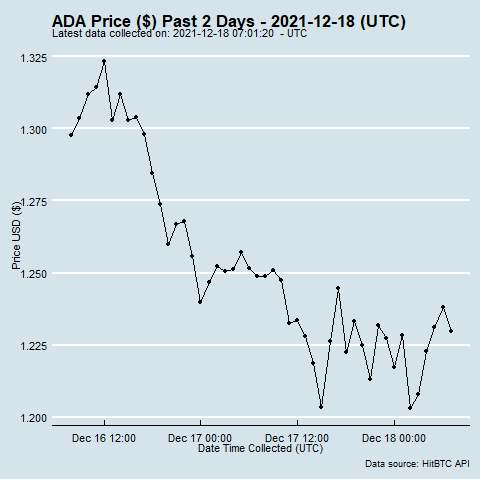 ADA Price ($) Past 2 Days - 2021-12-18 (UTC)
Latest data collected on: 2021-12-18 07:01:20 - UTC
1.325
1.300
1.275
1.250
1.225
1.200
Price USD ($)
Dec 16 12:00 Dec 17 00:00 Dec 17 12:00 Dec 18 00:00
Date Time Collected (UTC)
Data source: HitBTC API